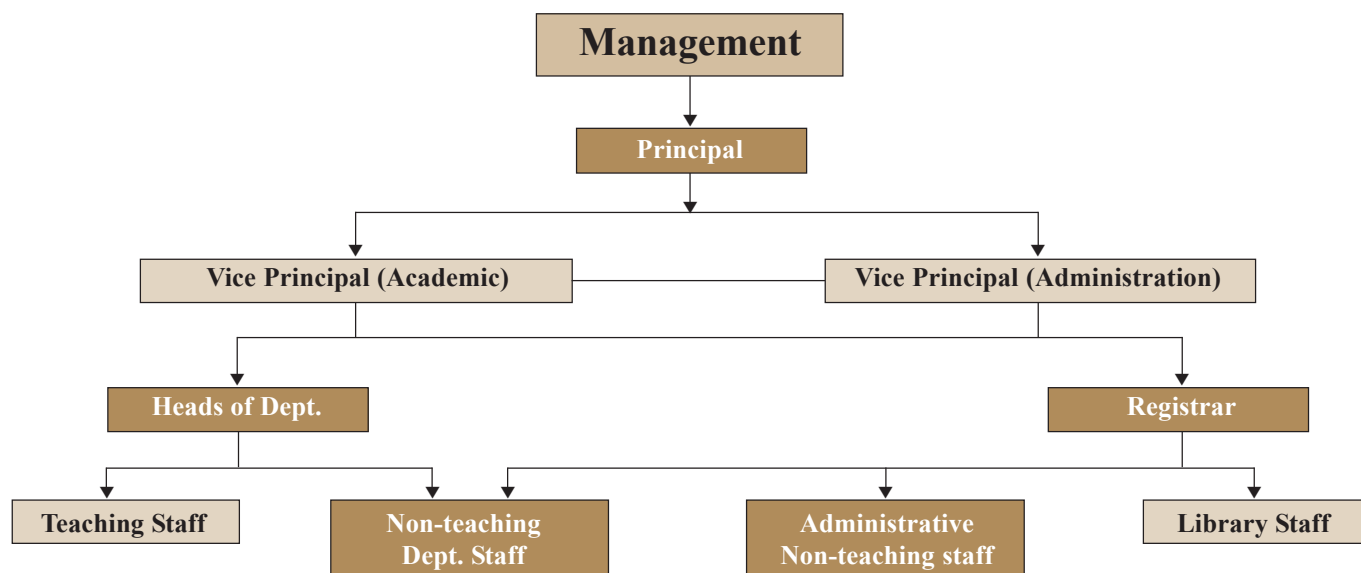 Management
Principal
Vice Principal (Academic)
Vice Principal (Administration)
Heads of Dept.
Registrar
Teaching Staff
Non-teaching
Dept. Staff
Administrative
Non-teaching staff
Library Staff